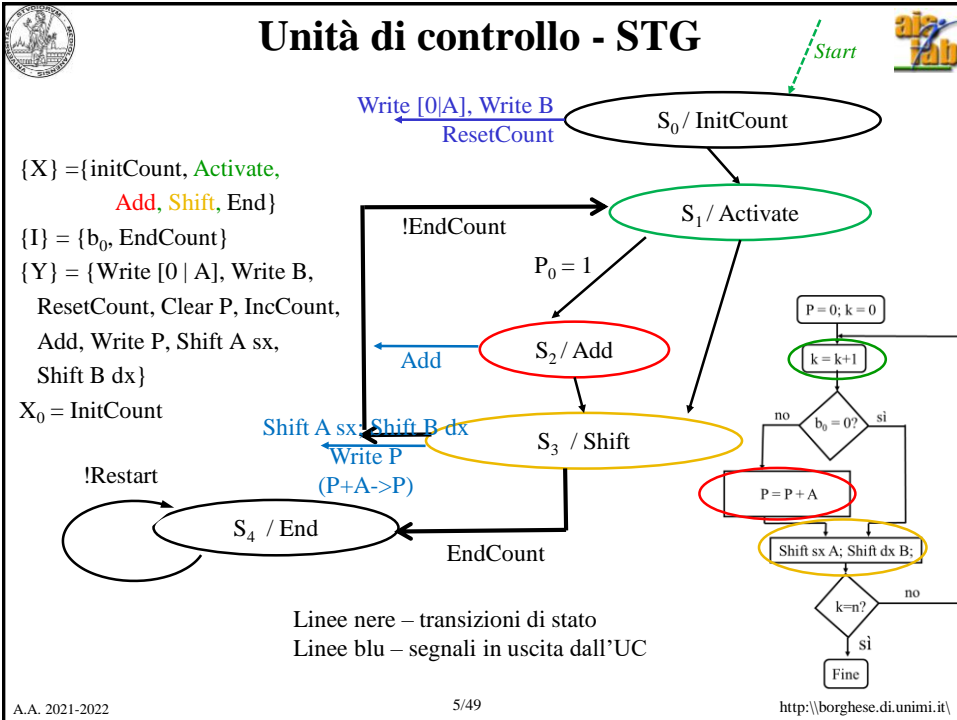 Unità di controllo - STG
Start
Write [0|A], Write B
ResetCount
S0 / InitCount
{X} ={initCount, Activate,
Add, Shift, End}
{I} = {b0, EndCount}
{Y} = {Write [0 | A], Write B,
ResetCount, Clear P, IncCount,
Add, Write P, Shift A sx,
Shift B dx}
X0 = InitCount
!EndCount
S1 / Activate
P0 = 1
Add
S2 / Add
Shift A sx; Shift B dx
Write P
(P+A->P)
S3 / Shift
!Restart
S4 / End
EndCount
P = 0; k = 0
k = k+1
no
b0 = 0?
sì
P = P + A
Shift sx A; Shift dx B;
k=n?
no
sì
Fine
Linee nere – transizioni di stato
Linee blu – segnali in uscita dall'UC
A.A. 2021-2022
5/49
http:\\borghese.di.unimi.it\